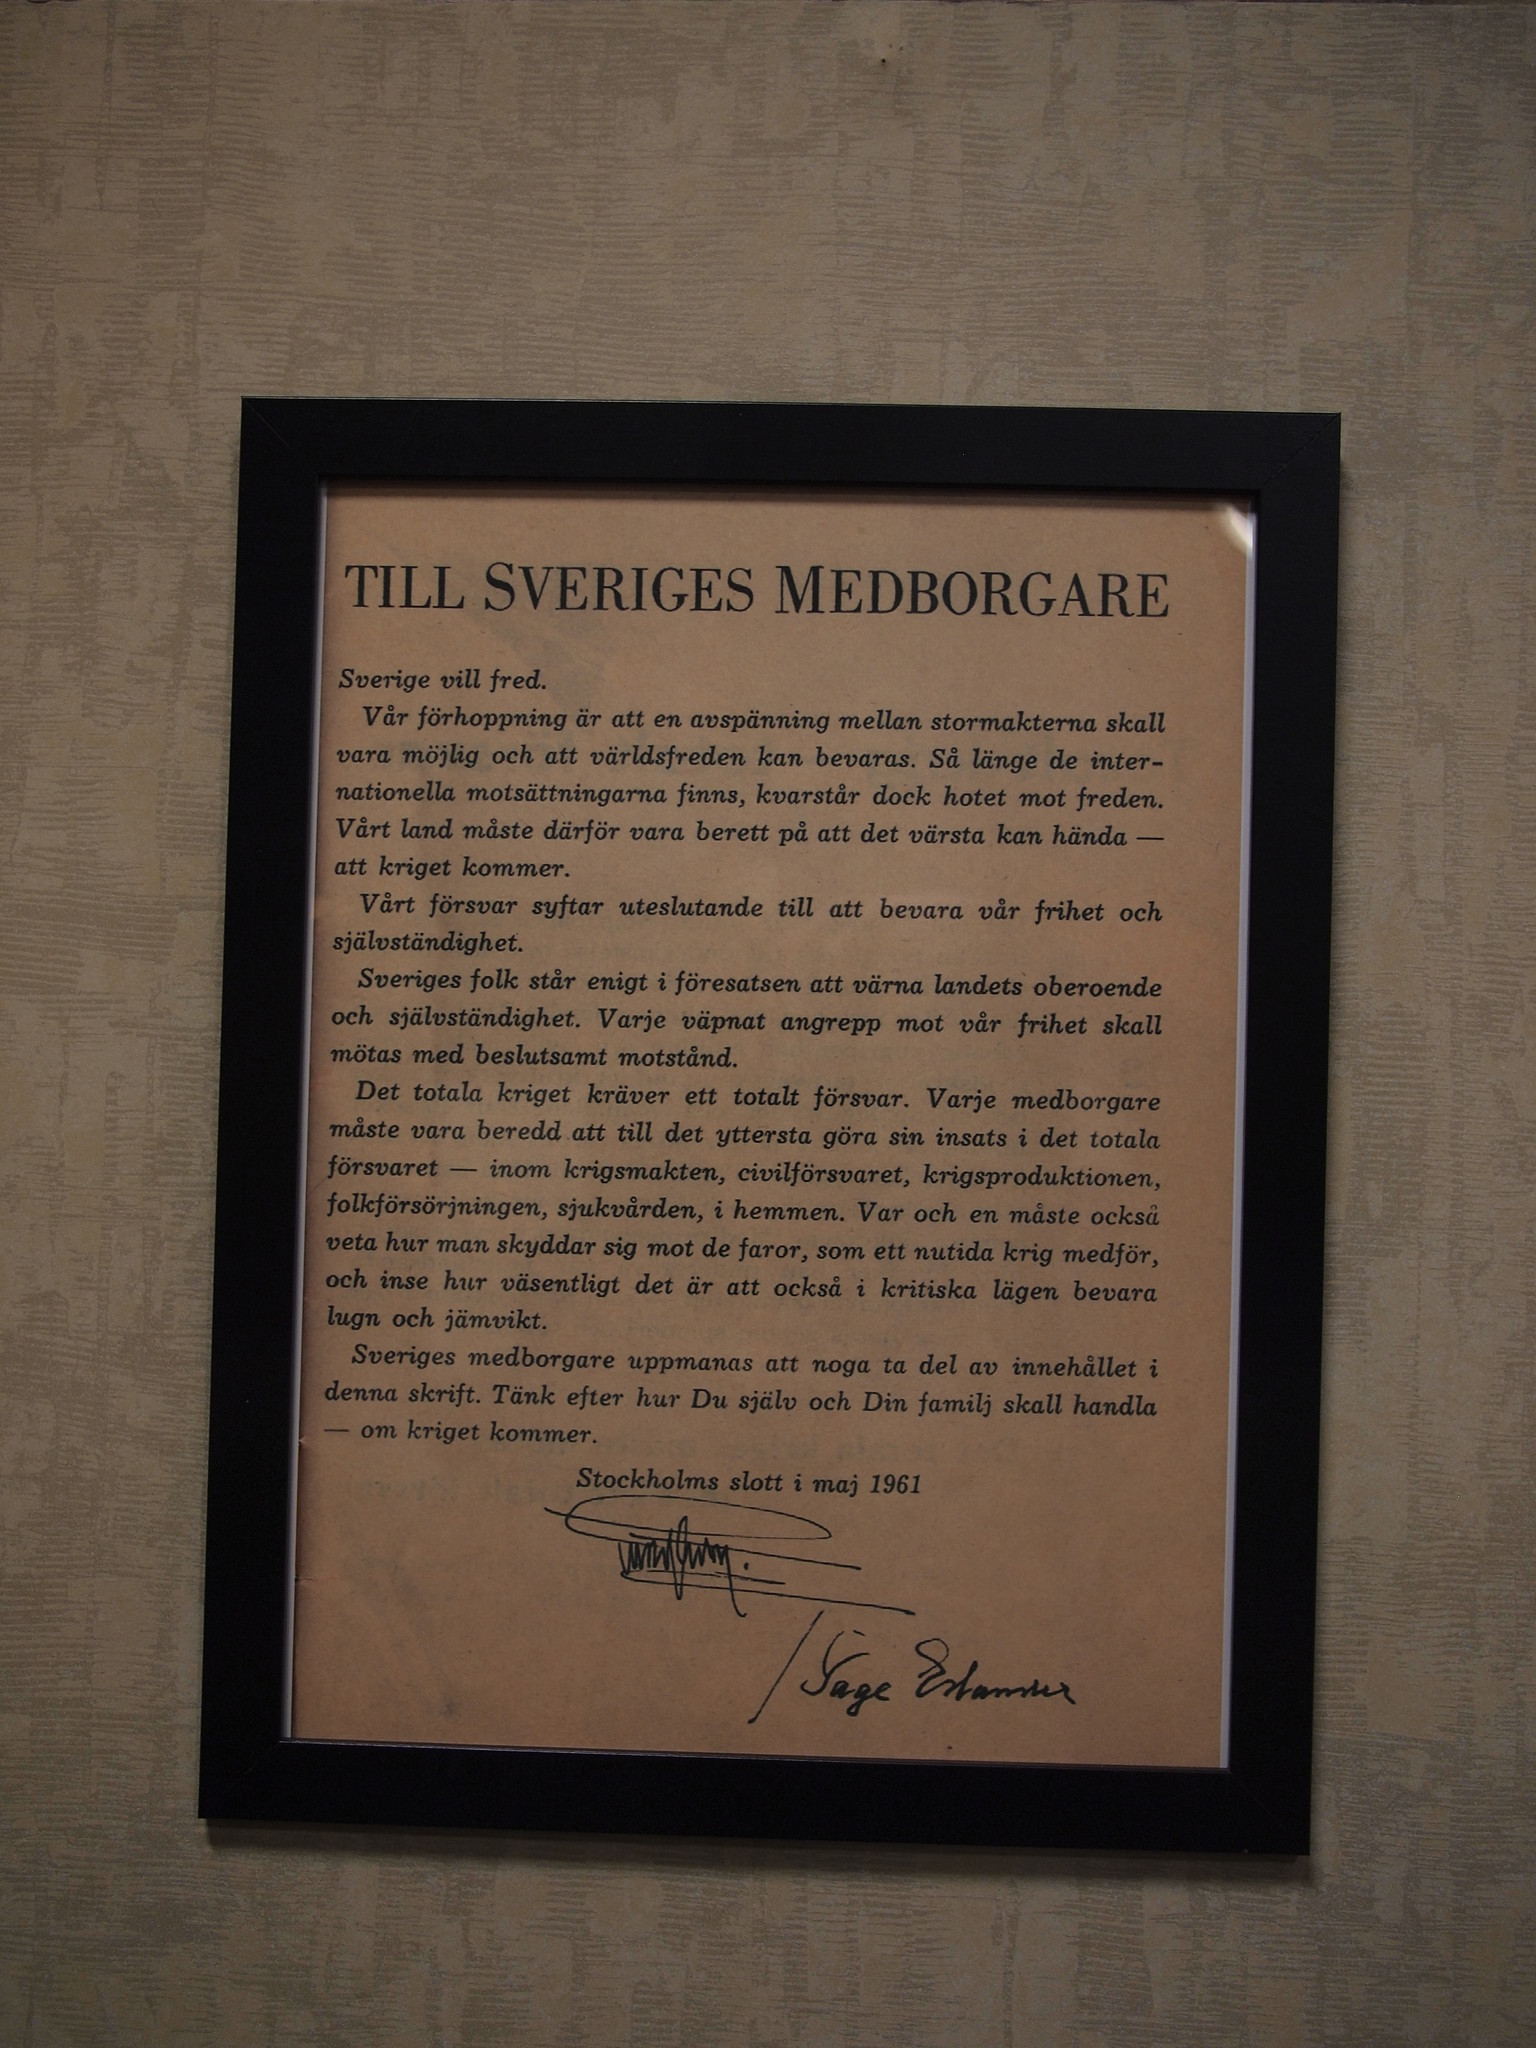 TILL SVERIGES MEDBORGARE
Sverige vill fred.
Vår förhoppning är att en avspänning mellan stormakterna skall
vara möjlig och att världsfreden kan bevaras. Så länge de inter-
nationella motsättningarna finns, kvarstår dock hotet mot freden.
Vårt land måste därför vara berett på att det värsta kan hända —
att kriget kommer.
Vårt försvar syftar uteslutande till att bevara vår frihet och
självständighet.
Sveriges folk står enigt i föresatsen att värna landets oberoende
och självständighet. Varje väpnat angrepp mot vår frihet skall
mötas med beslutsamt motstånd.
Det totala kriget kräver ett totalt försvar. Varje medborgare
måste vara beredd att till det yttersta göra sin insats i det totala
försvaret — inom krigsmakten, civilförsvaret, krigsproduktionen,
folkförsörjningen, sjukvården, i hemmen. Var och en måste också
veta hur man skyddar sig mot de faror, som ett nutida krig medför,
och inse hur väsentligt det är att också i kritiska lägen bevara
lugn och jämvikt.
Sveriges medborgare uppmanas att noga ta del av innehållet i
denna skrift. Tänk efter hur Du själv och Din familj skall handla
— om kriget kommer.
Stockholms slott i maj 1961
/Tage Erlander